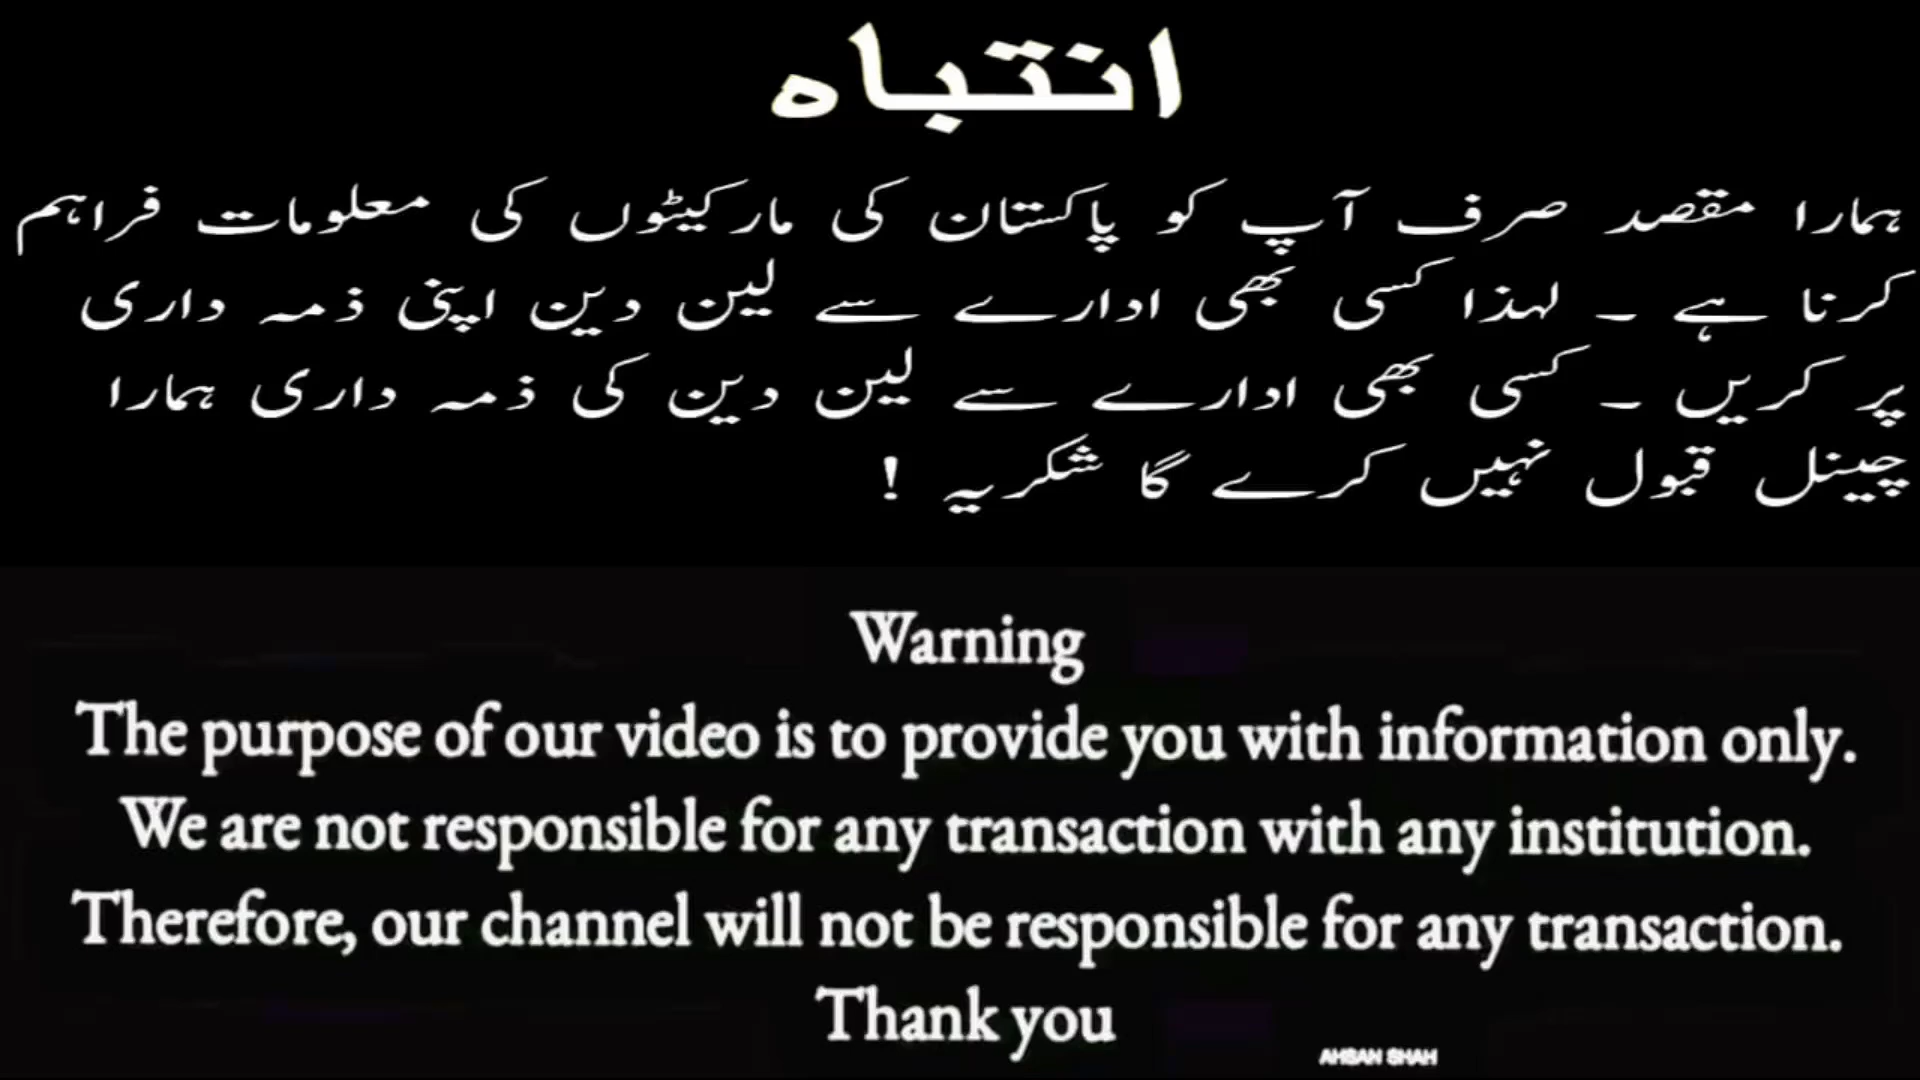 انتباہ
ہمارا مقصد صرف آپ کو پاکستان کی مارکیٹوں کی معلومات فراہم
کرنا ہے ۔ لہذا کسی بھی ادارے سے لین دین اپنی ذمہ داری
پر کریں ۔ کسی بھی ادارے سے لین دین کی ذمہ داری ہمارا
چینل قبول نہیں کرے گا شکریہ !
Warning
The purpose of our video is to provide you with information only.
We are not responsible for any transaction with any institution.
Therefore, our channel will not be responsible for any transaction.
Thank you
AHSAN SHAH